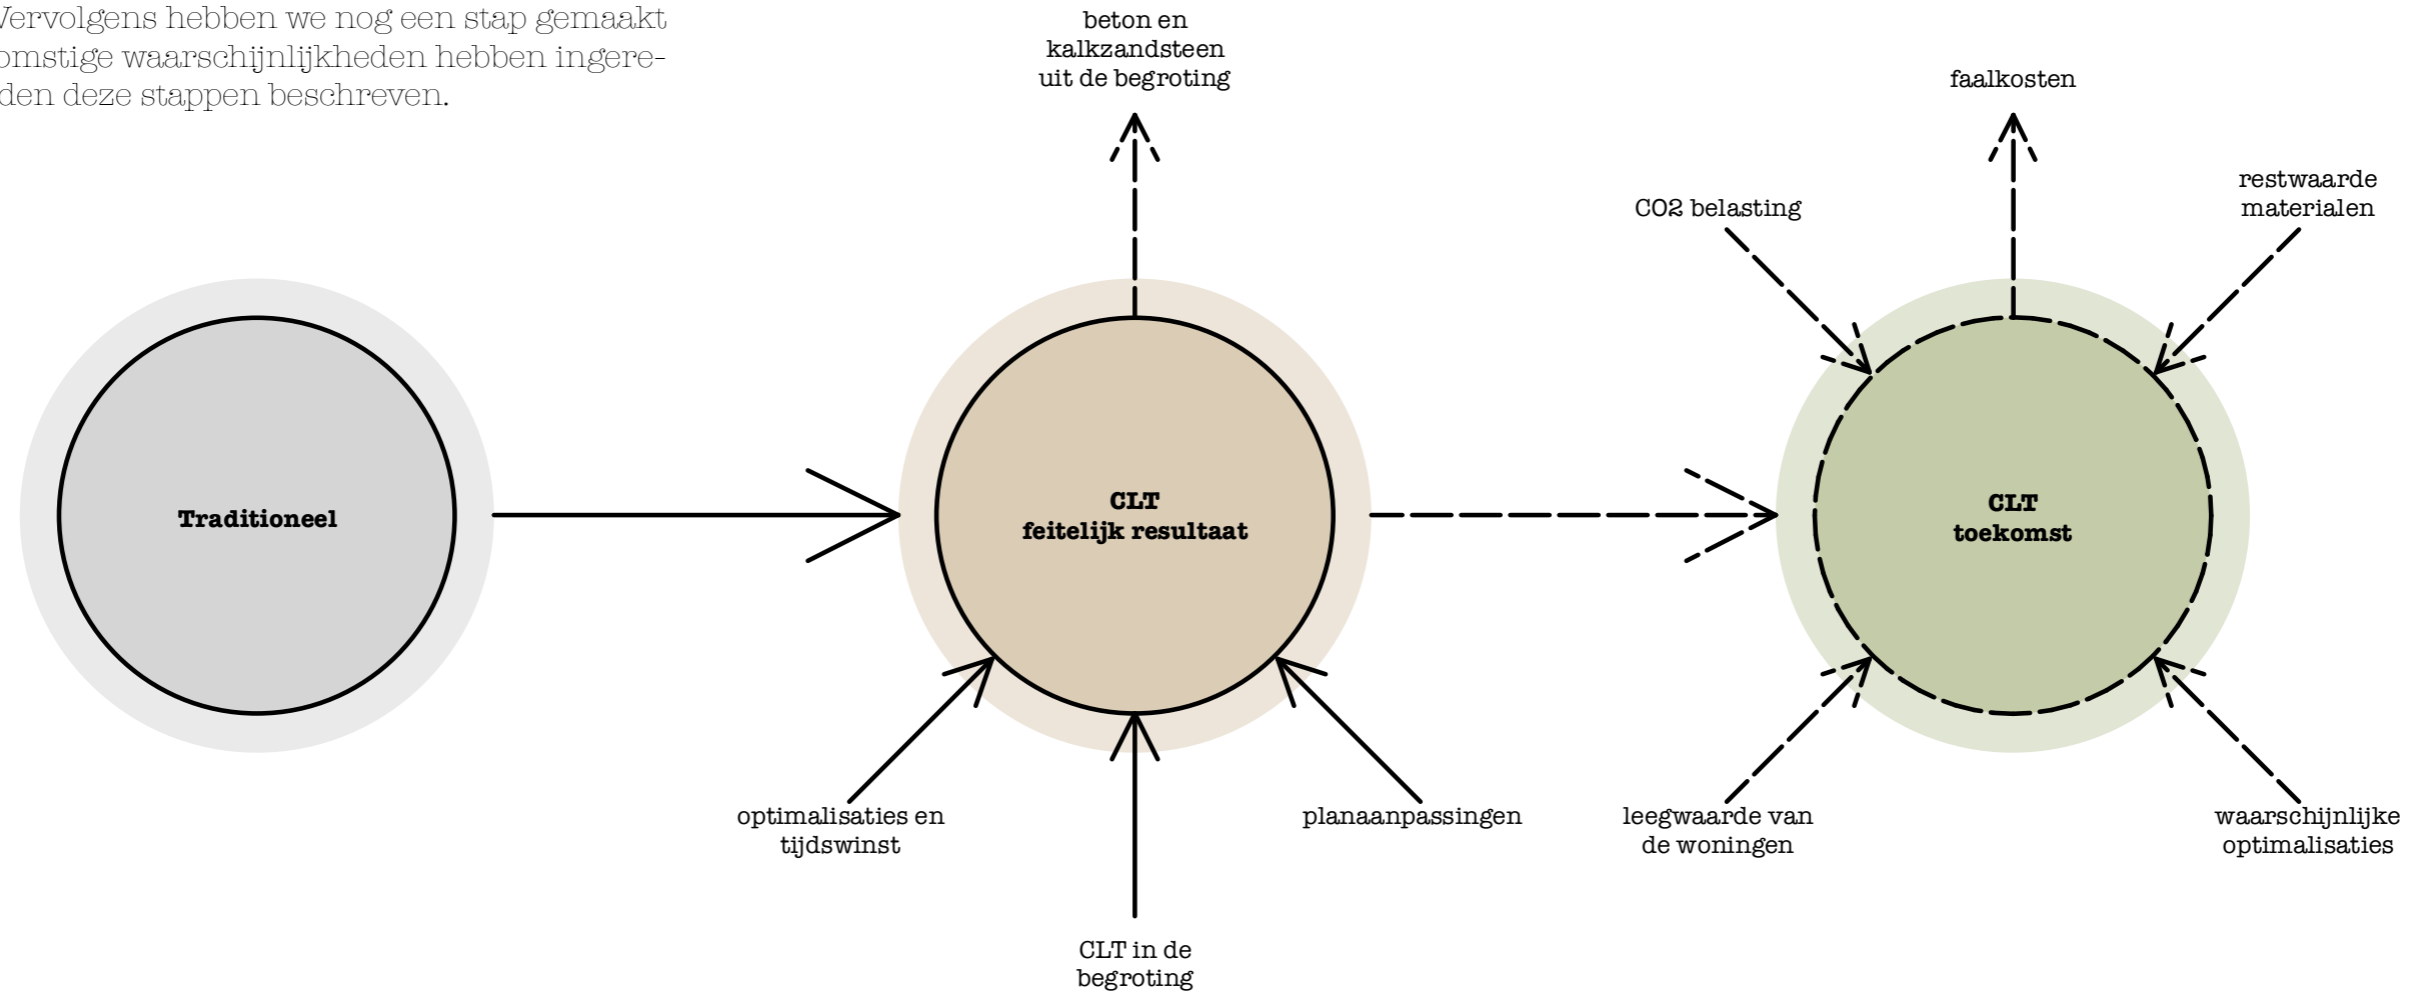 Vervolgens hebben we nog een stap gemaakt
omstige waarschijnlijkheden hebben ingere-
den deze stappen beschreven.
beton en
kalkzandsteen
uit de begroting
faalkosten
CO2 belasting
restwaarde
materialen
Traditioneel
CLT
feitelijk resultaat
CLT
toekomst
optimalisaties en
tijdswinst
planaanpassingen
leegwaarde van
de woningen
waarschijnlijke
optimalisaties
CLT in de
begroting